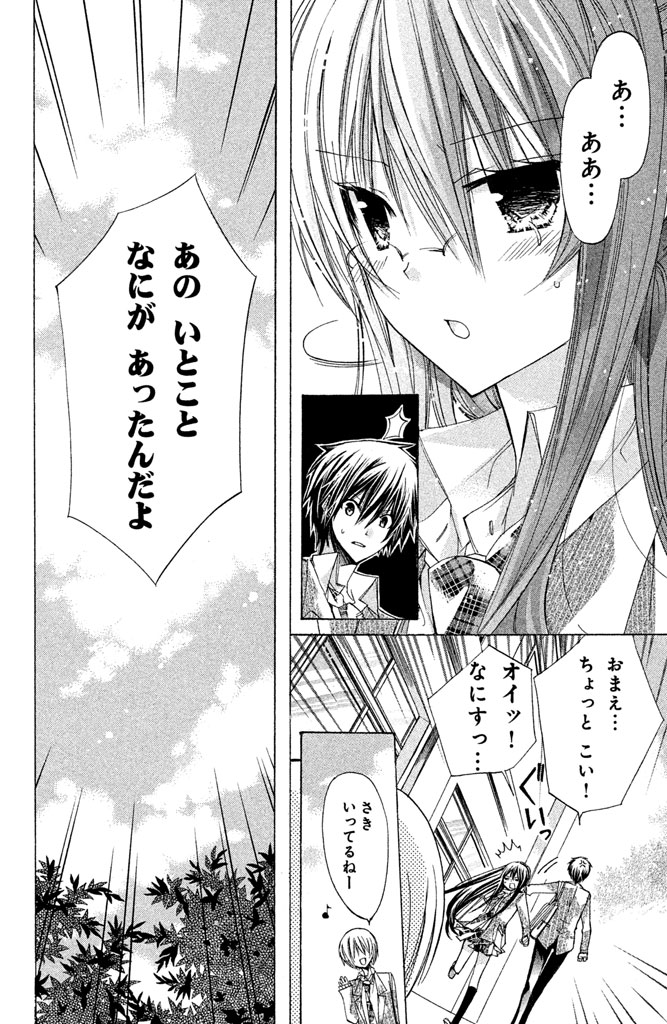 あ…
ああ…
おまえ…
ちょっと こい！
ぐいっ
オイッ！
なにすっ…
さき
いってるねー
♪
あの いとこと
なにが あったんだよ